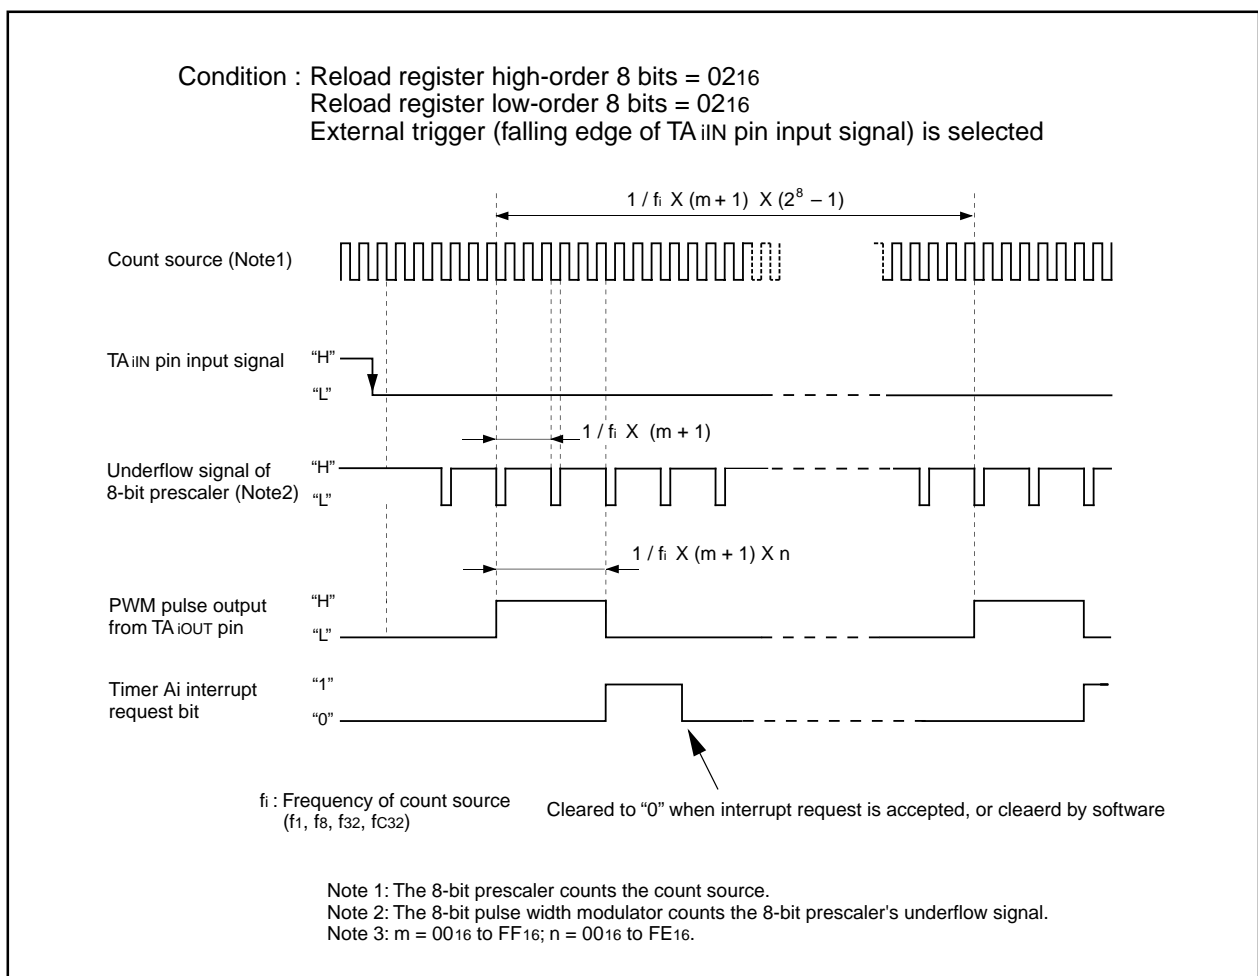 Condition : Reload register high-order 8 bits = 0216
Reload register low-order 8 bits = 0216
External trigger (falling edge of TAiIN pin input signal) is selected
1 / fi X (m + 1) X (2⁸ – 1)
Count source (Note1)
TAiIN pin input signal
“H”
“L”
1 / fi X (m + 1)
Underflow signal of
8-bit prescaler (Note2)
“H”
“L”
1 / fi X (m + 1) X n
PWM pulse output
from TAiOUT pin
“H”
“L”
Timer Ai interrupt
request bit
“1”
“0”
fi : Frequency of count source
(f1, f8, f32, fC32)
Cleared to “0” when interrupt request is accepted, or cleaerd by software
Note 1: The 8-bit prescaler counts the count source.
Note 2: The 8-bit pulse width modulator counts the 8-bit prescaler's underflow signal.
Note 3: m = 0016 to FF16; n = 0016 to FE16.